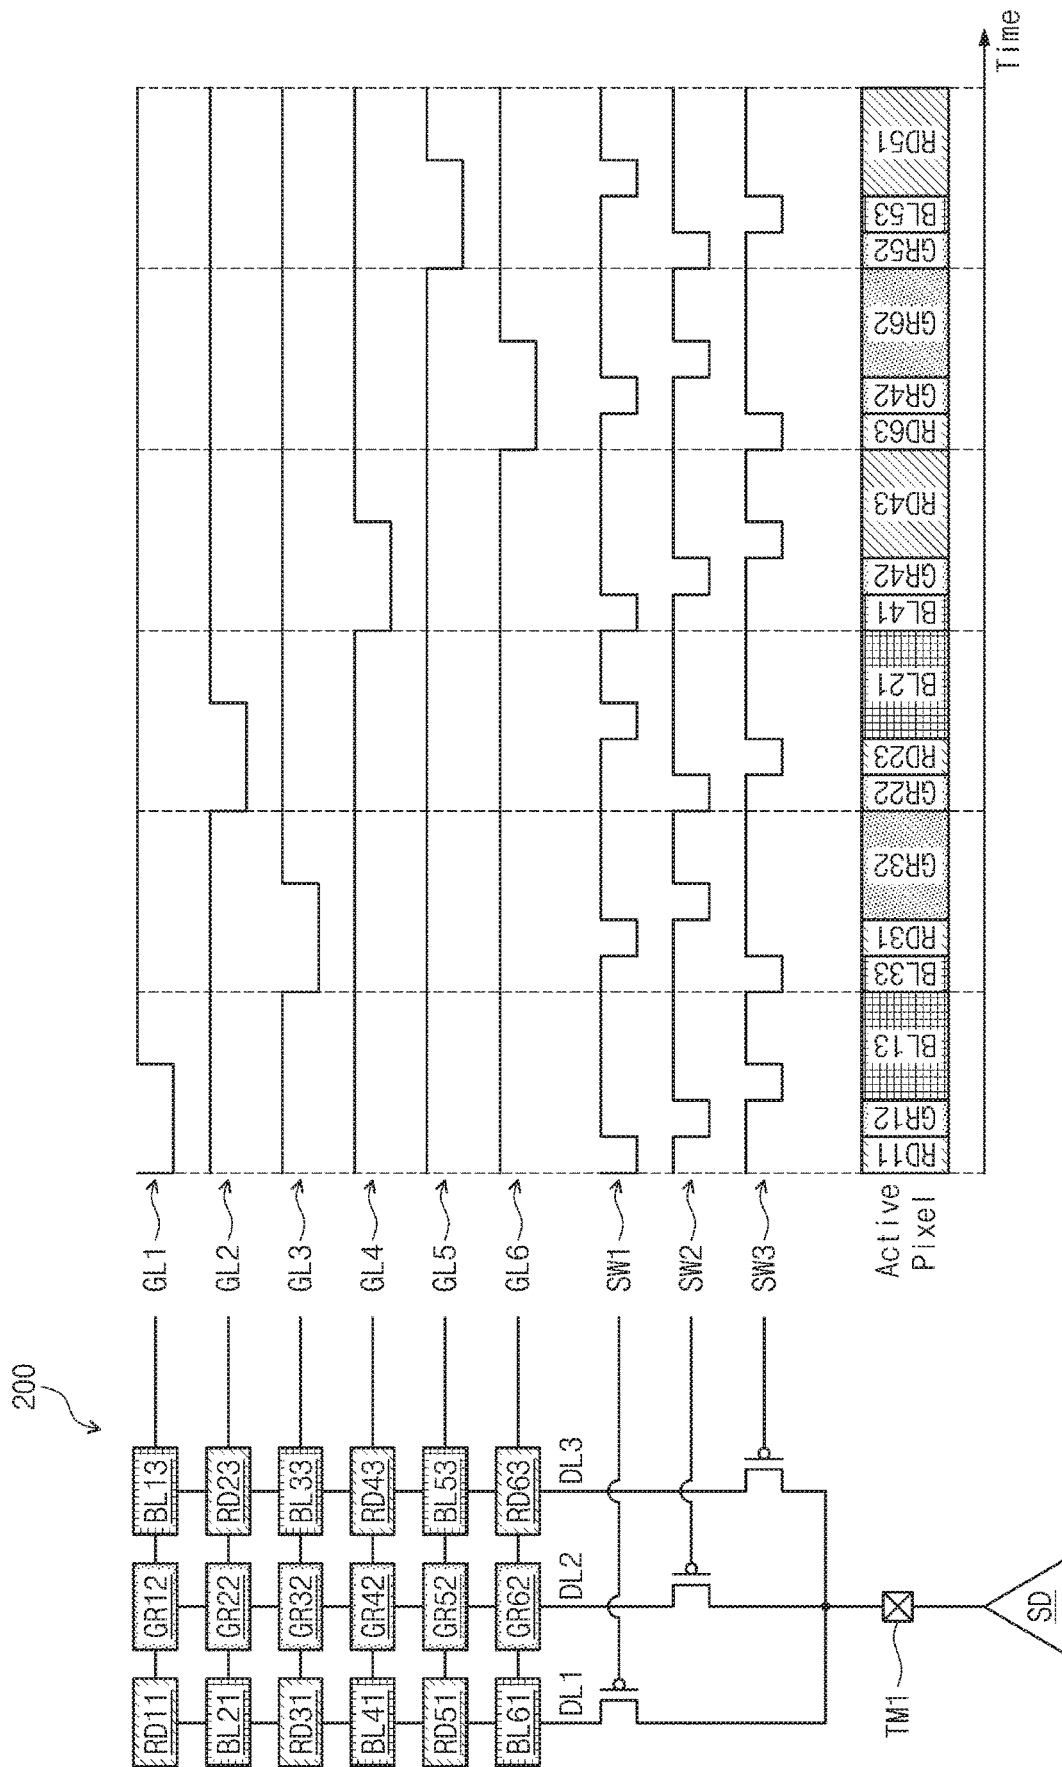 200
RD11 GR12 BL13
BL21 GR22 RD23
RD31 GR32 BL33
BL41 GR42 RD43
RD51 GR52 BL53
BL61 GR62 RD63
DL1 DL2 DL3
TM1
SD
GL1
GL2
GL3
GL4
GL5
GL6
SW1
SW2
SW3
Active
Pixel
RD11 GR12 BL13 BL33 RD31 GR32 GR22 RD23 BL21 BL41 GR42 RD43 RD63 GR42 GR62 GR52 BL53 RD51
Time